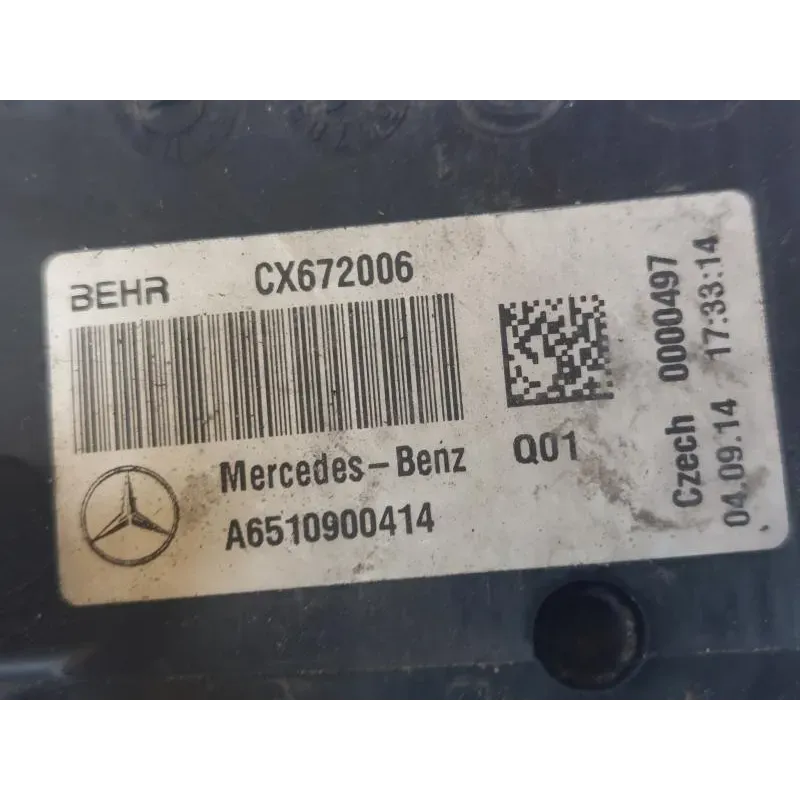 BEHR CX672006
Mercedes-Benz Q01
A6510900414
Czech 0000497
04.09.14 17:33:14